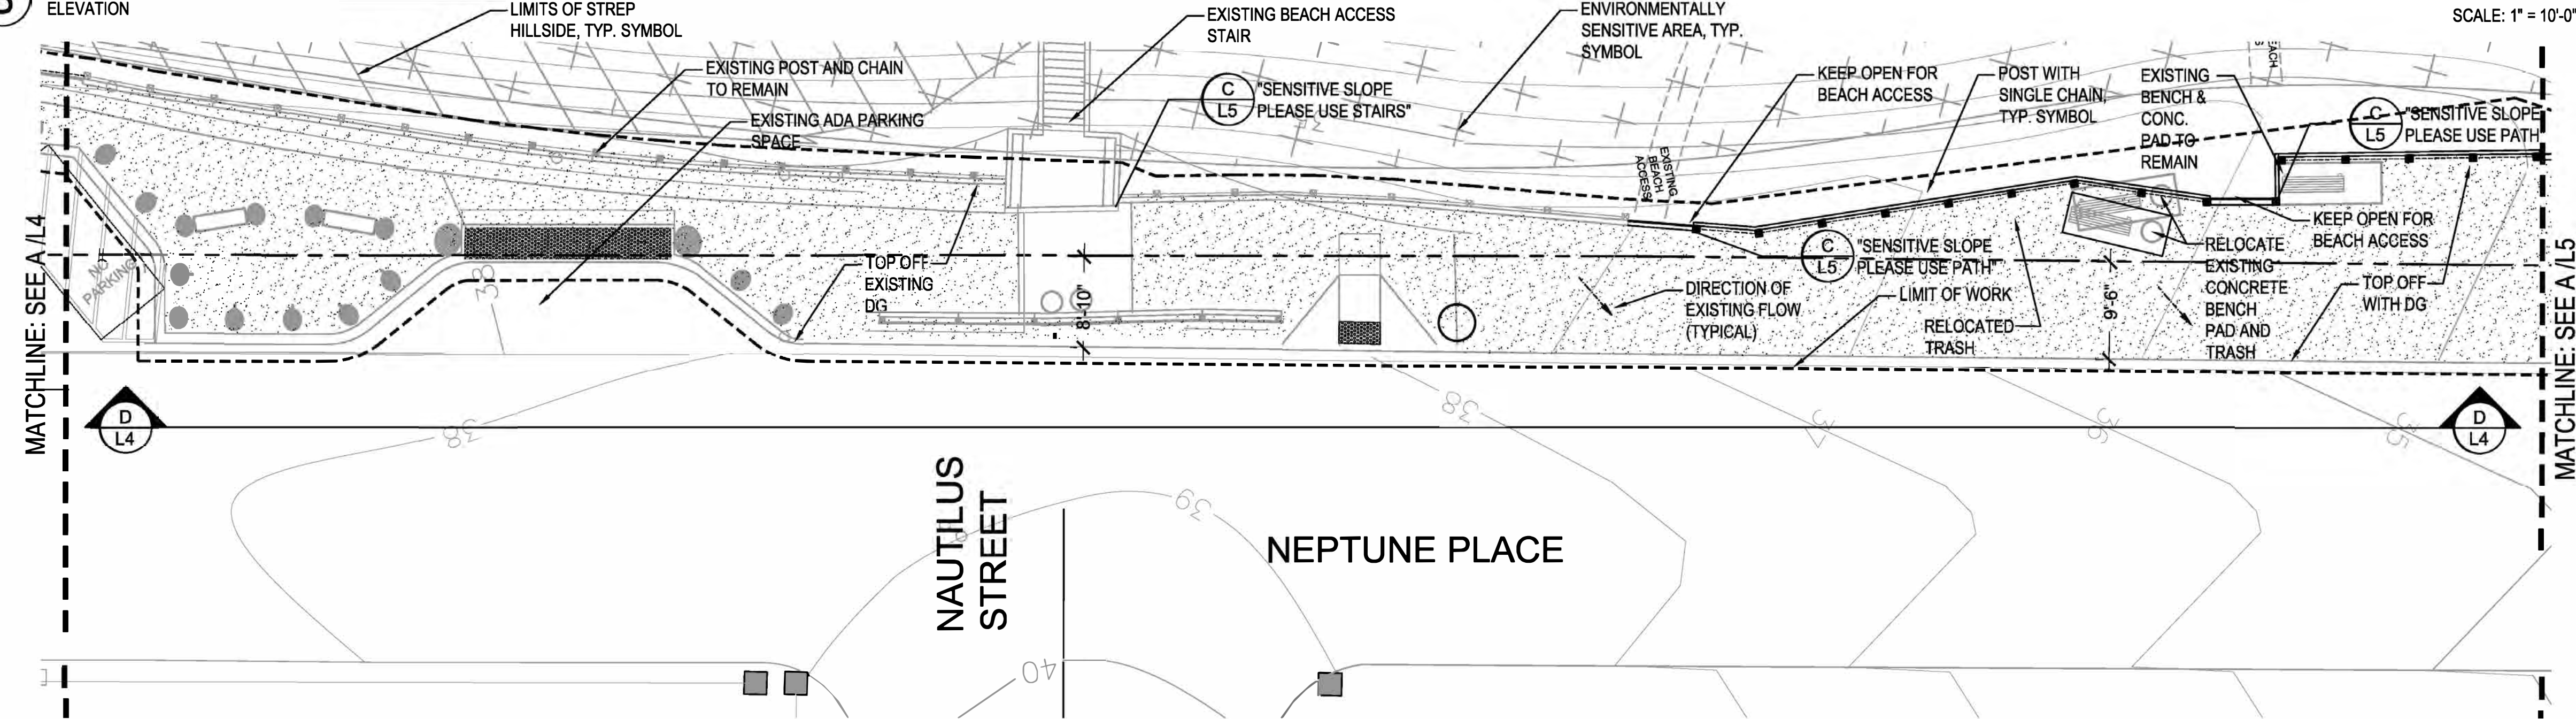 ELEVATION
LIMITS OF STREP
HILLSIDE, TYP. SYMBOL
EXISTING BEACH ACCESS
STAIR
ENVIRONMENTALLY
SENSITIVE AREA, TYP.
SYMBOL
SCALE: 1" = 10'-0"
EXISTING POST AND CHAIN
TO REMAIN
EXISTING ADA PARKING
SPACE
C
L5
"SENSITIVE SLOPE
PLEASE USE STAIRS"
KEEP OPEN FOR
BEACH ACCESS
POST WITH
SINGLE CHAIN,
TYP. SYMBOL
EXISTING
BENCH &
CONC.
PAD TO
REMAIN
C
L5
"SENSITIVE SLOPE
PLEASE USE PATH
EXISTING
BEACH
ACCESS
MATCHLINE: SEE A /L4
NO
PARKING
38
TOP OFF
EXISTING
DG
8'-10"
DIRECTION OF
EXISTING FLOW
(TYPICAL)
C
L5
"SENSITIVE SLOPE
PLEASE USE PATH"
LIMIT OF WORK
RELOCATED
TRASH
9'-6"
RELOCATE
EXISTING
CONCRETE
BENCH
PAD AND
TRASH
KEEP OPEN FOR
BEACH ACCESS
TOP OFF
WITH DG
MATCHLINE: SEE A/L5
D
L4
38
38
37
36
35
D
L4
NAUTILUS
STREET
39
NEPTUNE PLACE
40